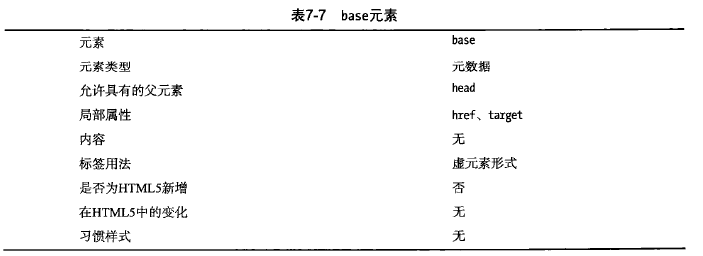 表7-7 base元素
元素 base
元素类型 元数据
允许具有的父元素 head
局部属性 href、target
内容 无
标签用法 虚元素形式
是否为HTML5新增 否
在HTML5中的变化 无
习惯样式 无